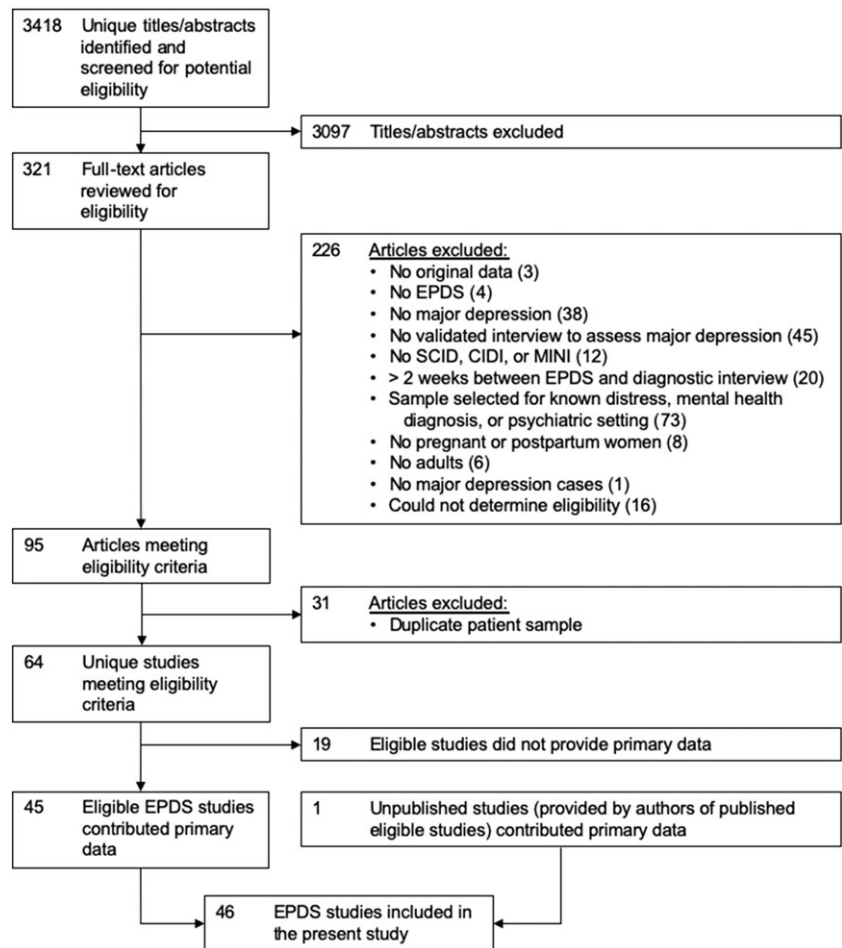 3418 Unique titles/abstracts
identified and
screened for potential
eligibility
3097 Titles/abstracts excluded
321 Full-text articles
reviewed for
eligibility
226 Articles excluded:
• No original data (3)
• No EPDS (4)
• No major depression (38)
• No validated interview to assess major depression (45)
• No SCID, CIDI, or MINI (12)
• > 2 weeks between EPDS and diagnostic interview (20)
• Sample selected for known distress, mental health
diagnosis, or psychiatric setting (73)
• No pregnant or postpartum women (8)
• No adults (6)
• No major depression cases (1)
• Could not determine eligibility (16)
95 Articles meeting
eligibility criteria
31 Articles excluded:
• Duplicate patient sample
64 Unique studies
meeting eligibility
criteria
19 Eligible studies did not provide primary data
45 Eligible EPDS studies
contributed primary
data
1 Unpublished studies (provided by authors of published
eligible studies) contributed primary data
46 EPDS studies included in
the present study